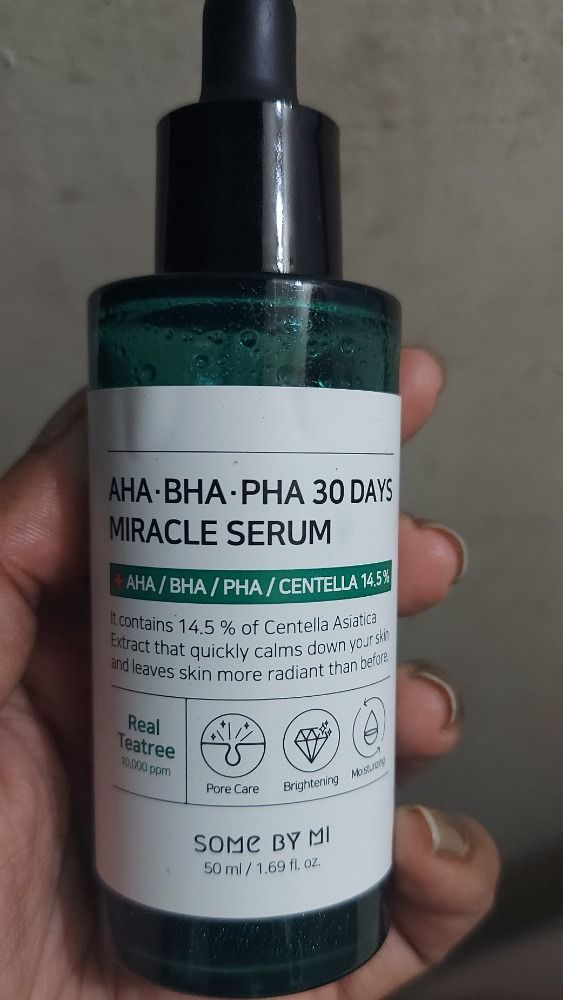 AHA·BHA·PHA 30 DAYS
MIRACLE SERUM
+ AHA / BHA / PHA / CENTELLA 14.5%
It contains 14.5 % of Centella Asiatica
Extract that quickly calms down your skin
and leaves skin more radiant than before.
Real
Teatree
10,000 ppm
Pore Care
Brightening
Moisturizing
SOME BY MI
50 ml / 1.69 fl. oz.